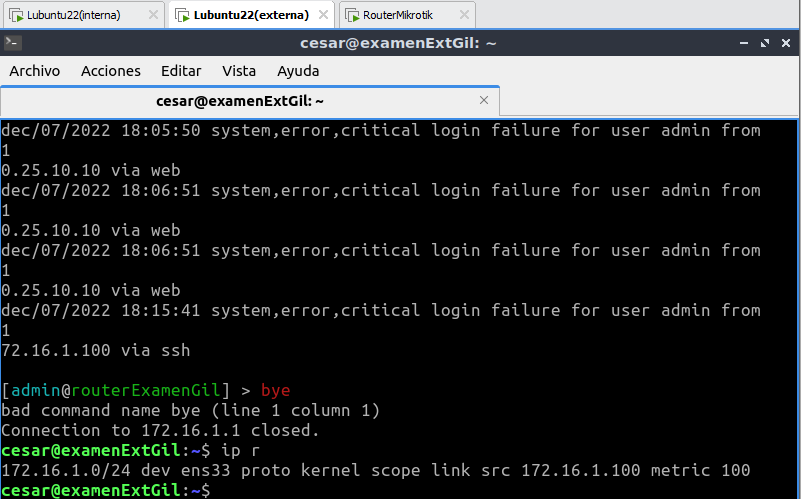 Lubuntu22(interna) Lubuntu22(externa) RouterMikrotik
cesar@examenExtGil: ~
Archivo Acciones Editar Vista Ayuda
cesar@examenExtGil: ~
dec/07/2022 18:05:50 system,error,critical login failure for user admin from
1
0.25.10.10 via web
dec/07/2022 18:06:51 system,error,critical login failure for user admin from
1
0.25.10.10 via web
dec/07/2022 18:06:51 system,error,critical login failure for user admin from
1
0.25.10.10 via web
dec/07/2022 18:15:41 system,error,critical login failure for user admin from
1
72.16.1.100 via ssh
[admin@routerExamenGil] > bye
bad command name bye (line 1 column 1)
Connection to 172.16.1.1 closed.
cesar@examenExtGil:~$ ip r
172.16.1.0/24 dev ens33 proto kernel scope link src 172.16.1.100 metric 100
cesar@examenExtGil:~$